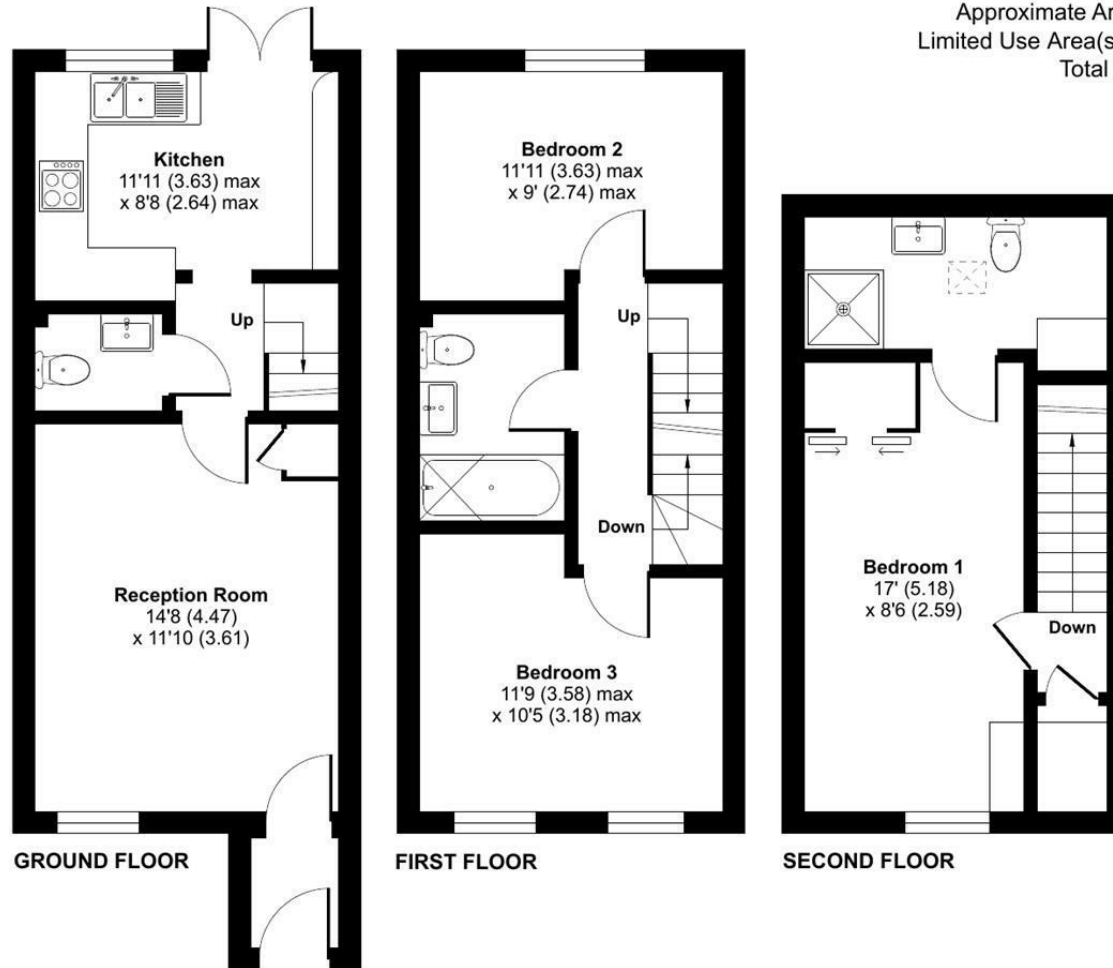 Approximate Ar
Limited Use Area(s
Total
Kitchen
11'11 (3.63) max
x 8'8 (2.64) max
Up
Reception Room
14'8 (4.47)
x 11'10 (3.61)
GROUND FLOOR
Bedroom 2
11'11 (3.63) max
x 9' (2.74) max
Up
Down
Bedroom 3
11'9 (3.58) max
x 10'5 (3.18) max
FIRST FLOOR
Bedroom 1
17' (5.18)
x 8'6 (2.59)
Down
SECOND FLOOR